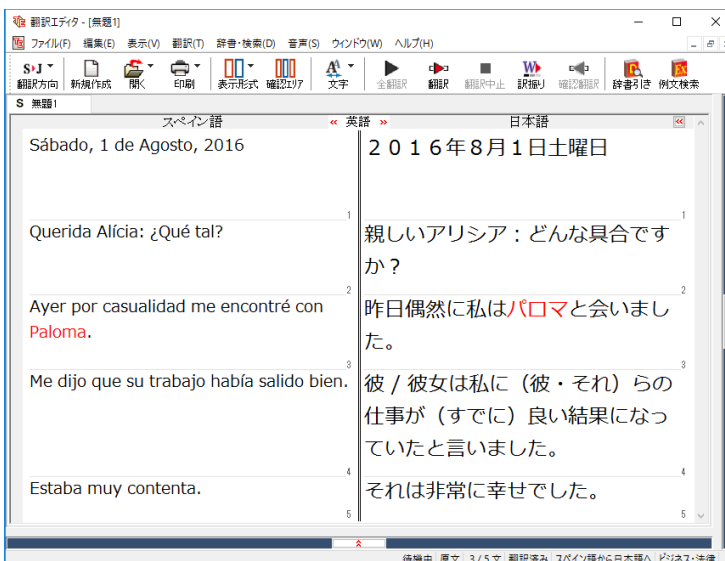 翻訳エディタ - [無題1]
ファイル(F) 編集(E) 表示(V) 翻訳(T) 辞書・検索(D) 音声(S) ウインドウ(W) ヘルプ(H)
S▸J
翻訳方向 新規作成 開く 印刷 表示形式 確認エリア 文字 全翻訳 翻訳 翻訳中止 訳振り 確認翻訳 辞書引き 例文検索
S 無題1
スペイン語 « 英語 » 日本語 «
Sábado, 1 de Agosto, 2016
２０１６年８月１日土曜日
1 1
Querida Alícia: ¿Qué tal?
親しいアリシア：どんな具合です
か？
2 2
Ayer por casualidad me encontré con
Paloma.
昨日偶然に私はパロマと会いまし
た。
3 3
Me dijo que su trabajo había salido bien.
彼 / 彼女は私に（彼・それ）らの
仕事が（すでに）良い結果になっ
ていたと言いました。
4 4
Estaba muy contenta.
それは非常に幸せでした。
5 5
待機中 原文 3 / 5 文 翻訳済み スペイン語から日本語へ ビジネス・法律